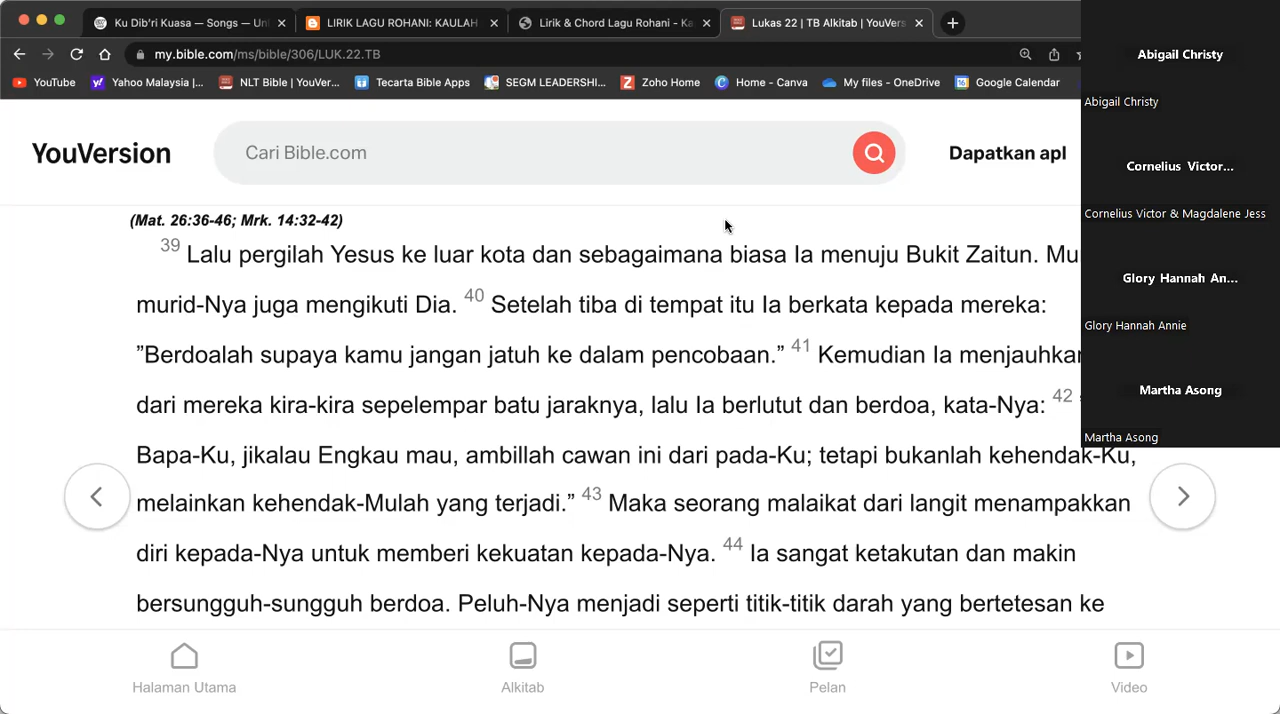 Ku Dib'ri Kuasa — Songs — Un
LIRIK LAGU ROHANI: KAULAH
Lirik & Chord Lagu Rohani - Ka
Lukas 22 | TB Alkitab | YouVers
my.bible.com/ms/bible/306/LUK.22.TB
YouTube
Yahoo Malaysia |...
NLT Bible | YouVer...
Tecarta Bible Apps
SEGM LEADERSHI...
Zoho Home
Home - Canva
My files - OneDrive
Google Calendar
YouVersion
Cari Bible.com
Dapatkan apl
(Mat. 26:36-46; Mrk. 14:32-42)
39 Lalu pergilah Yesus ke luar kota dan sebagaimana biasa Ia menuju Bukit Zaitun.
murid-Nya juga mengikuti Dia. 40 Setelah tiba di tempat itu Ia berkata kepada mereka:
”Berdoalah supaya kamu jangan jatuh ke dalam pencobaan.” 41 Kemudian Ia menjauhkan
dari mereka kira-kira sepelempar batu jaraknya, lalu Ia berlutut dan berdoa, kata-Nya: 42
Bapa-Ku, jikalau Engkau mau, ambillah cawan ini dari pada-Ku; tetapi bukanlah kehendak-Ku,
melainkan kehendak-Mulah yang terjadi.” 43 Maka seorang malaikat dari langit menampakkan
diri kepada-Nya untuk memberi kekuatan kepada-Nya. 44 Ia sangat ketakutan dan makin
bersungguh-sungguh berdoa. Peluh-Nya menjadi seperti titik-titik darah yang bertetesan ke
Halaman Utama
Alkitab
Pelan
Video
Abigail Christy
Abigail Christy
Cornelius Victor...
Cornelius Victor & Magdalene Jess
Glory Hannah An...
Glory Hannah Annie
Martha Asong
Martha Asong